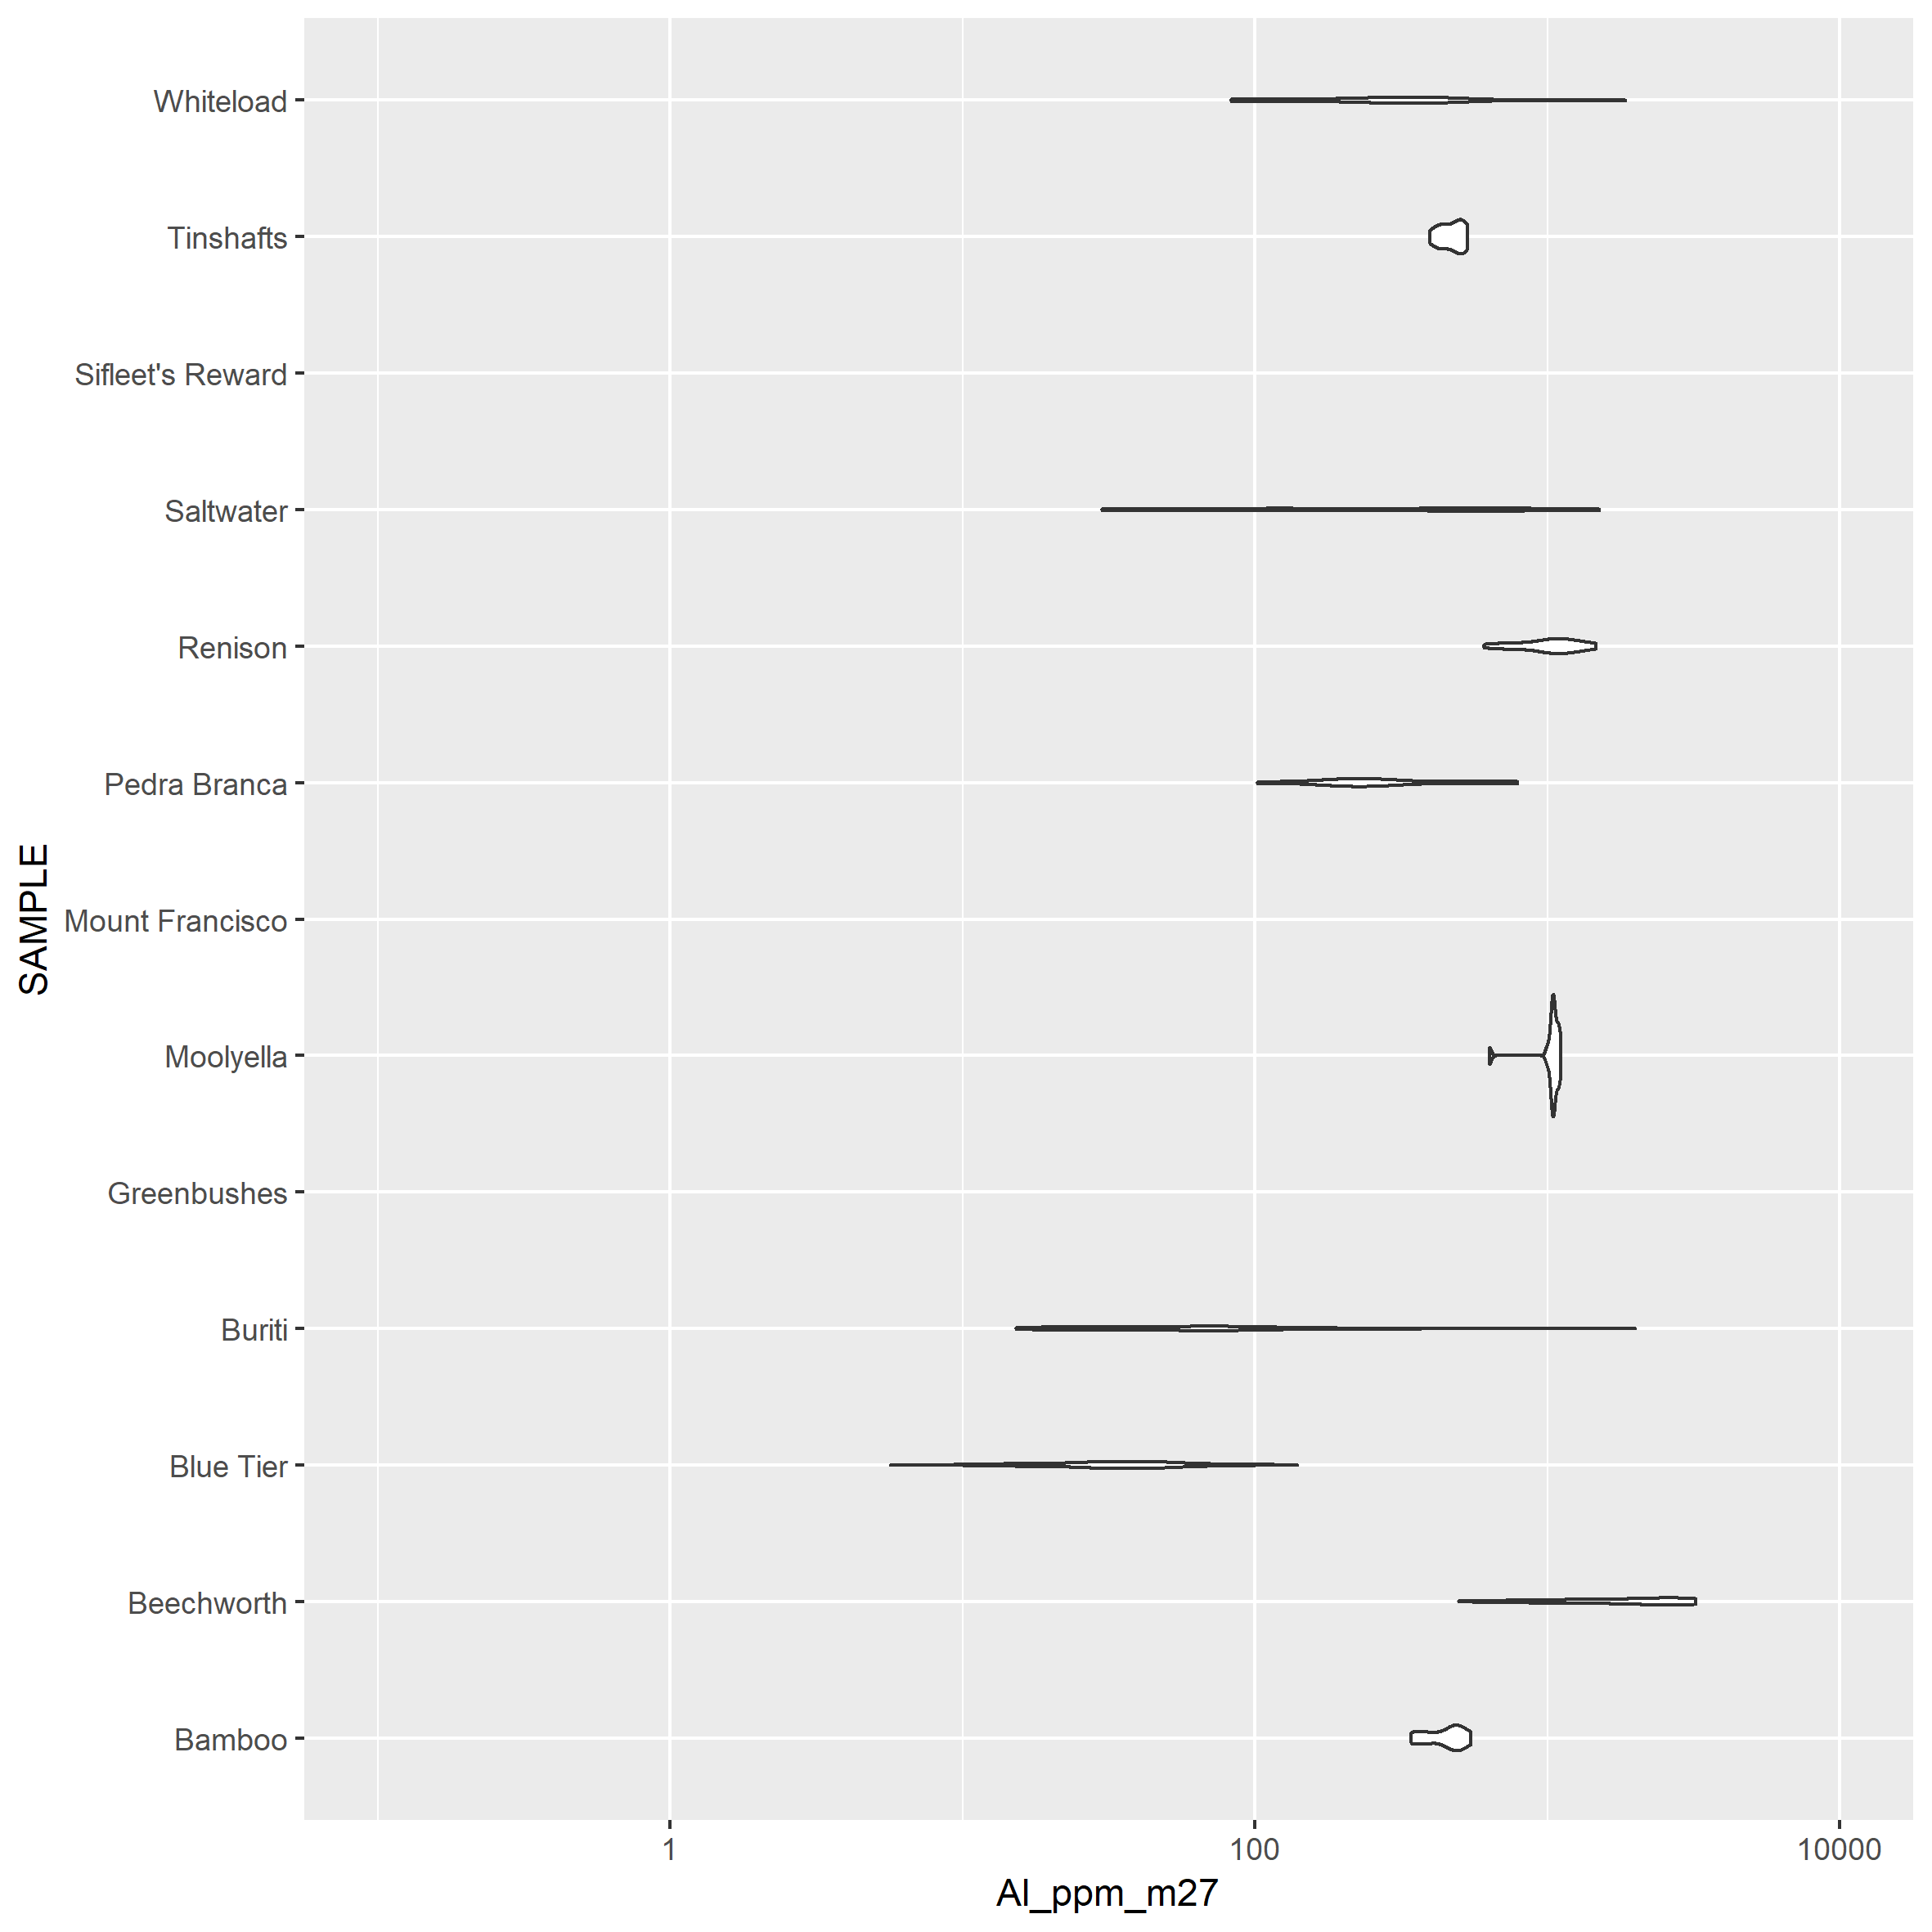 Whiteload
Tinshafts
Sifleet's Reward
Saltwater
Renison
Pedra Branca
Mount Francisco
Moolyella
Greenbushes
Buriti
Blue Tier
Beechworth
Bamboo
SAMPLE
1
100
10000
Al_ppm_m27